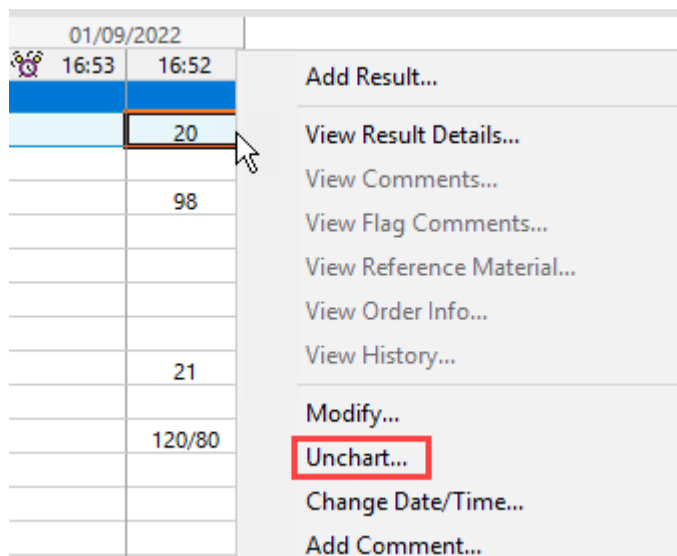 01/09/2022
16:53 16:52
20
98
21
120/80
Add Result...
View Result Details...
View Comments...
View Flag Comments...
View Reference Material...
View Order Info...
View History...
Modify...
Unchart...
Change Date/Time...
Add Comment...